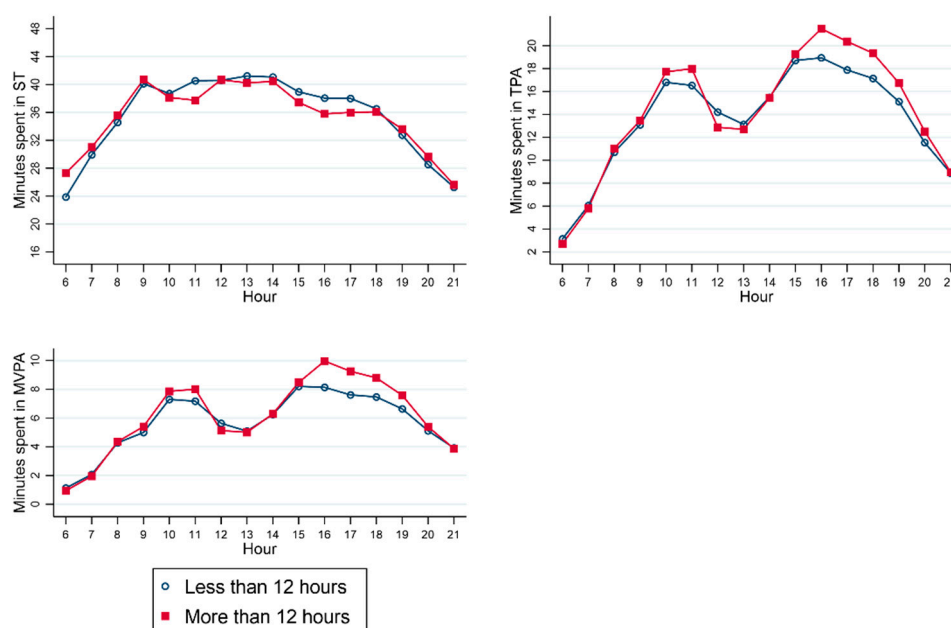 Minutes spent in ST
48
44
40
36
32
28
24
20
16
6 7 8 9 10 11 12 13 14 15 16 17 18 19 20 21
Hour
Minutes spent in TPA
20
18
16
14
12
10
8
6
4
2
6 7 8 9 10 11 12 13 14 15 16 17 18 19 20 2
Hour
Minutes spent in MVPA
10
8
6
4
2
0
6 7 8 9 10 11 12 13 14 15 16 17 18 19 20 21
Hour
Less than 12 hours
More than 12 hours